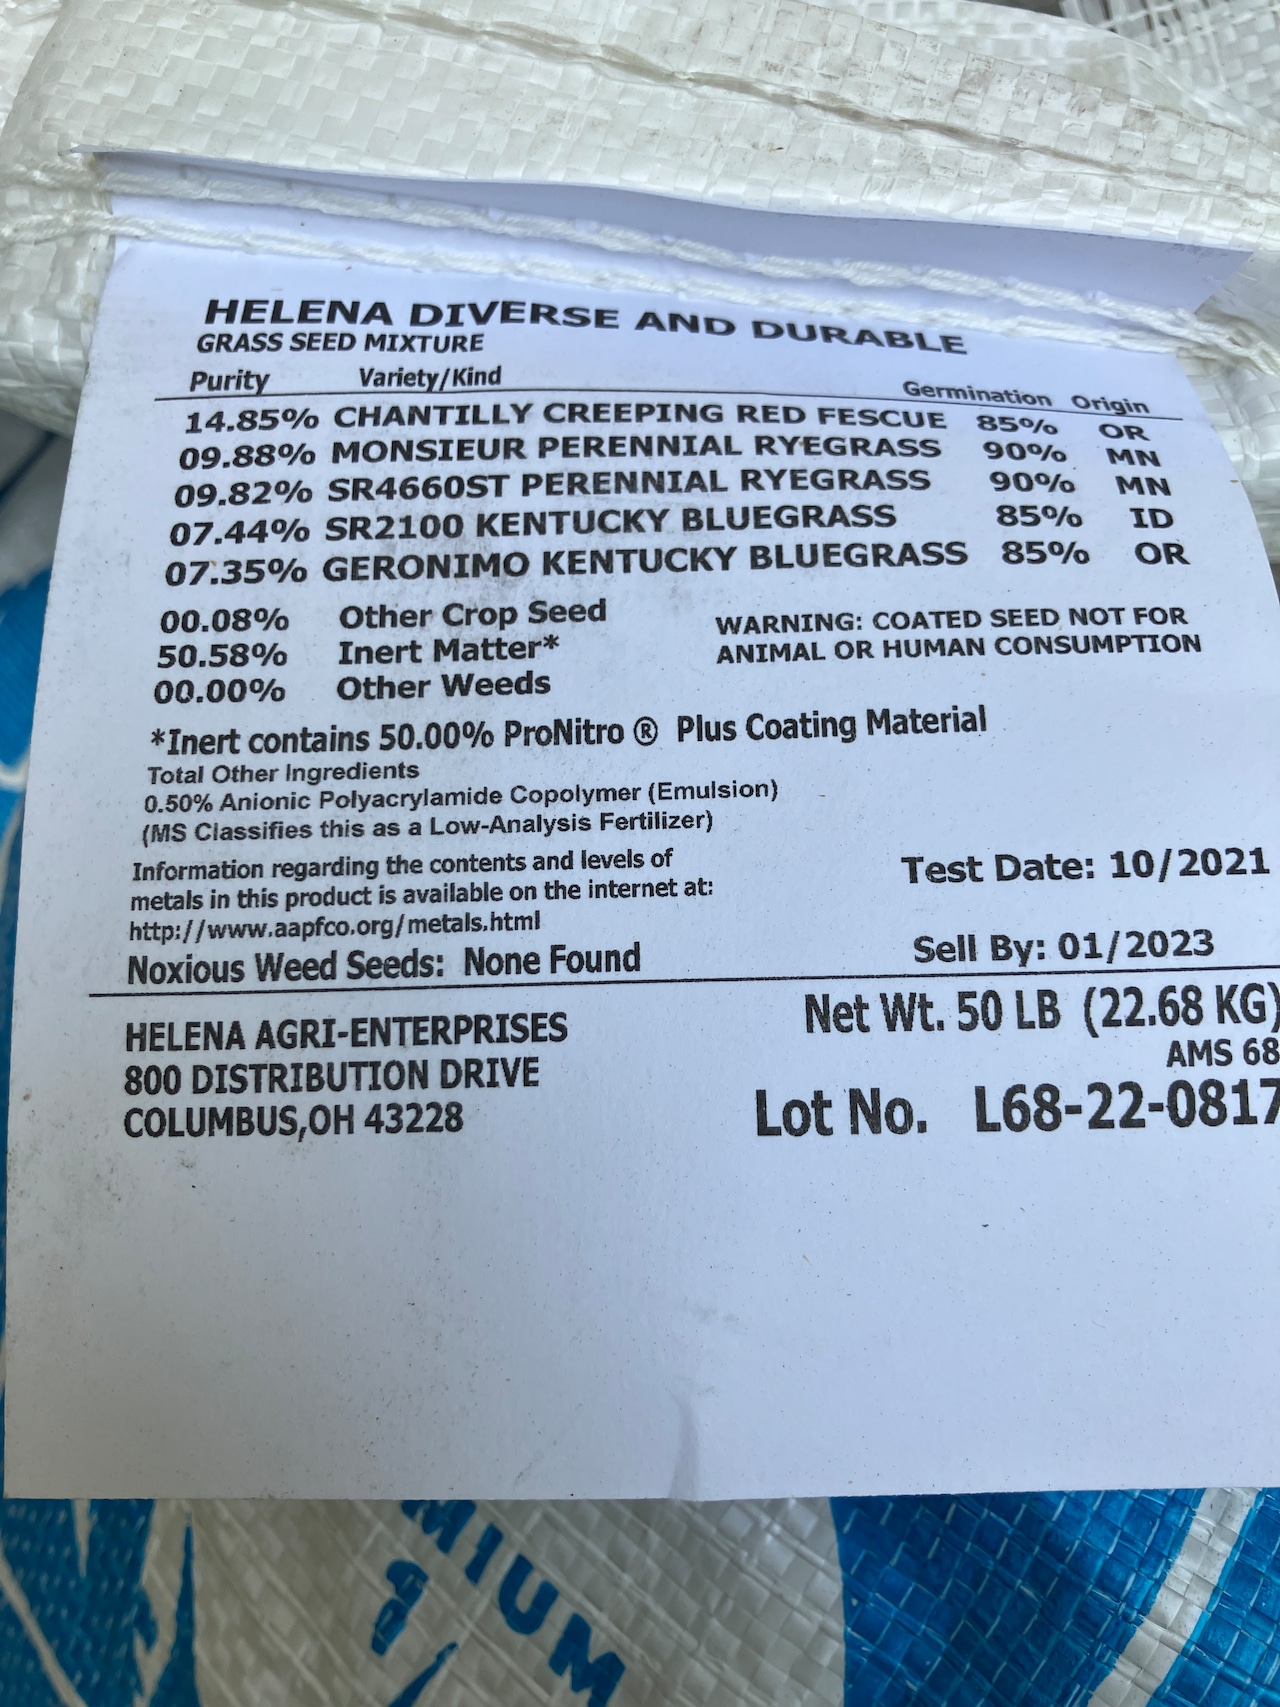 HELENA DIVERSE AND DURABLE
GRASS SEED MIXTURE
Purity Variety/Kind Germination Origin
14.85% CHANTILLY CREEPING RED FESCUE 85% OR
09.88% MONSIEUR PERENNIAL RYEGRASS 90% MN
09.82% SR4660ST PERENNIAL RYEGRASS 90% MN
07.44% SR2100 KENTUCKY BLUEGRASS 85% ID
07.35% GERONIMO KENTUCKY BLUEGRASS 85% OR
00.08% Other Crop Seed
50.58% Inert Matter*
00.00% Other Weeds
WARNING: COATED SEED NOT FOR
ANIMAL OR HUMAN CONSUMPTION
*Inert contains 50.00% ProNitro ® Plus Coating Material
Total Other Ingredients
0.50% Anionic Polyacrylamide Copolymer (Emulsion)
(MS Classifies this as a Low-Analysis Fertilizer)
Information regarding the contents and levels of
metals in this product is available on the internet at:
http://www.aapfco.org/metals.html
Noxious Weed Seeds: None Found
Test Date: 10/2021
Sell By: 01/2023
HELENA AGRI-ENTERPRISES
800 DISTRIBUTION DRIVE
COLUMBUS,OH 43228
Net Wt. 50 LB (22.68 KG)
AMS 68
Lot No. L68-22-0817
MIUM